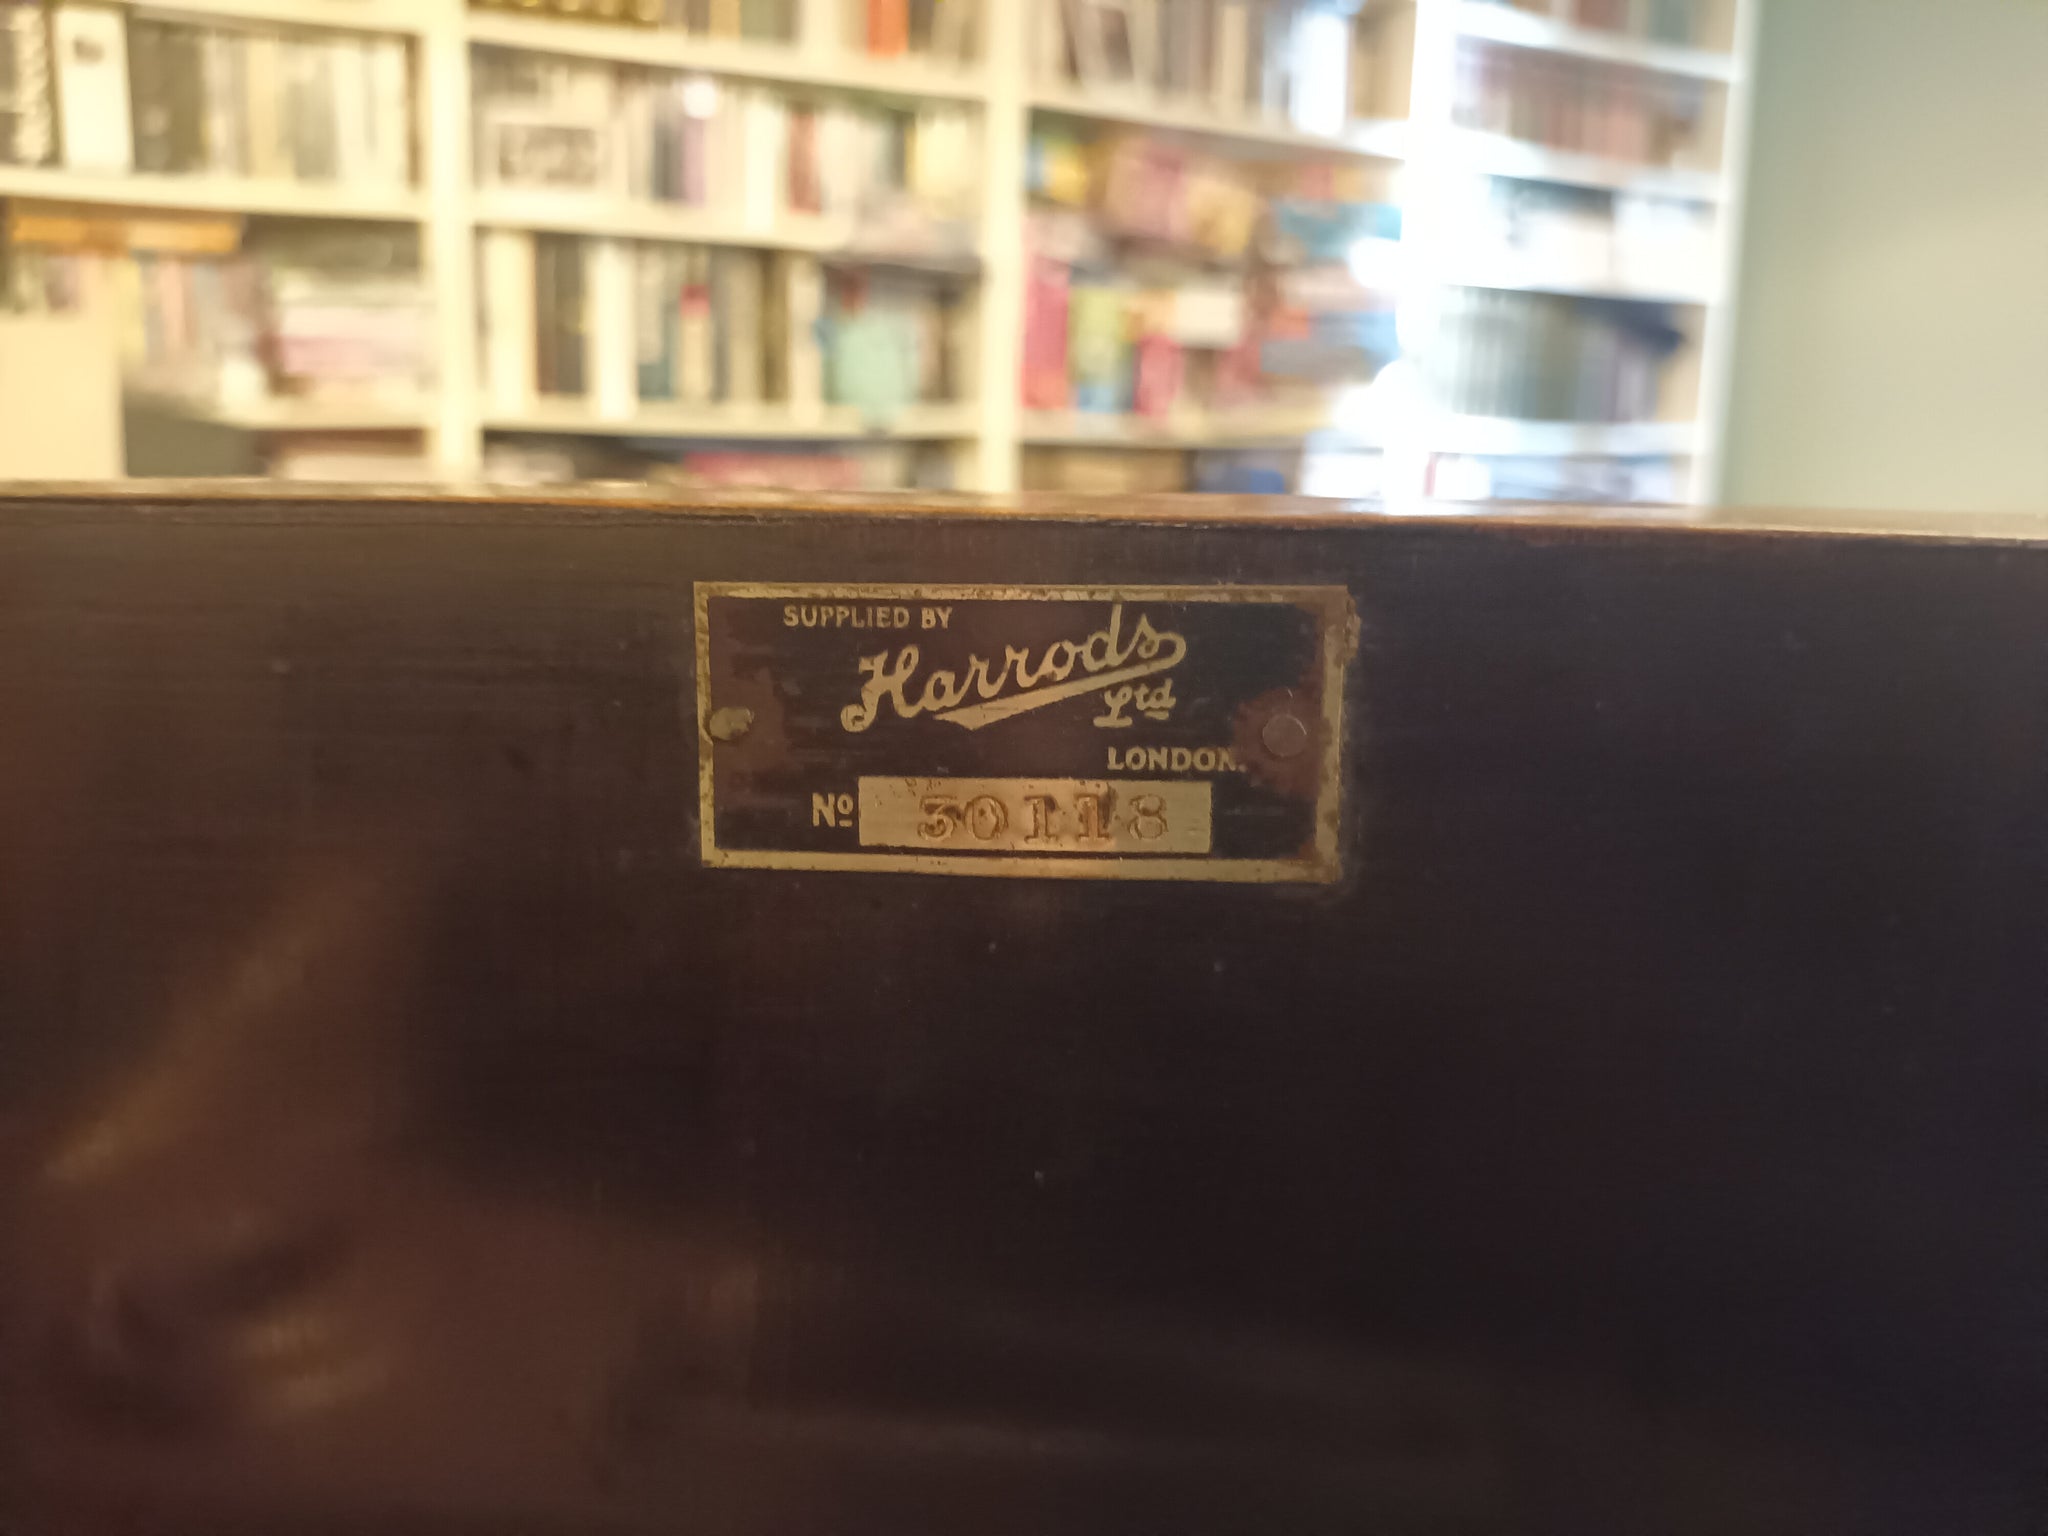 SUPPLIED BY
Harrods
Ltd
LONDON.
Nº 30118